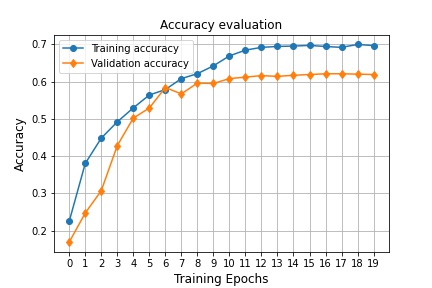 Accuracy evaluation
Training accuracy
Validation accuracy
Accuracy
0.7
0.6
0.5
0.4
0.3
0.2
0 1 2 3 4 5 6 7 8 9 10 11 12 13 14 15 16 17 18 19
Training Epochs